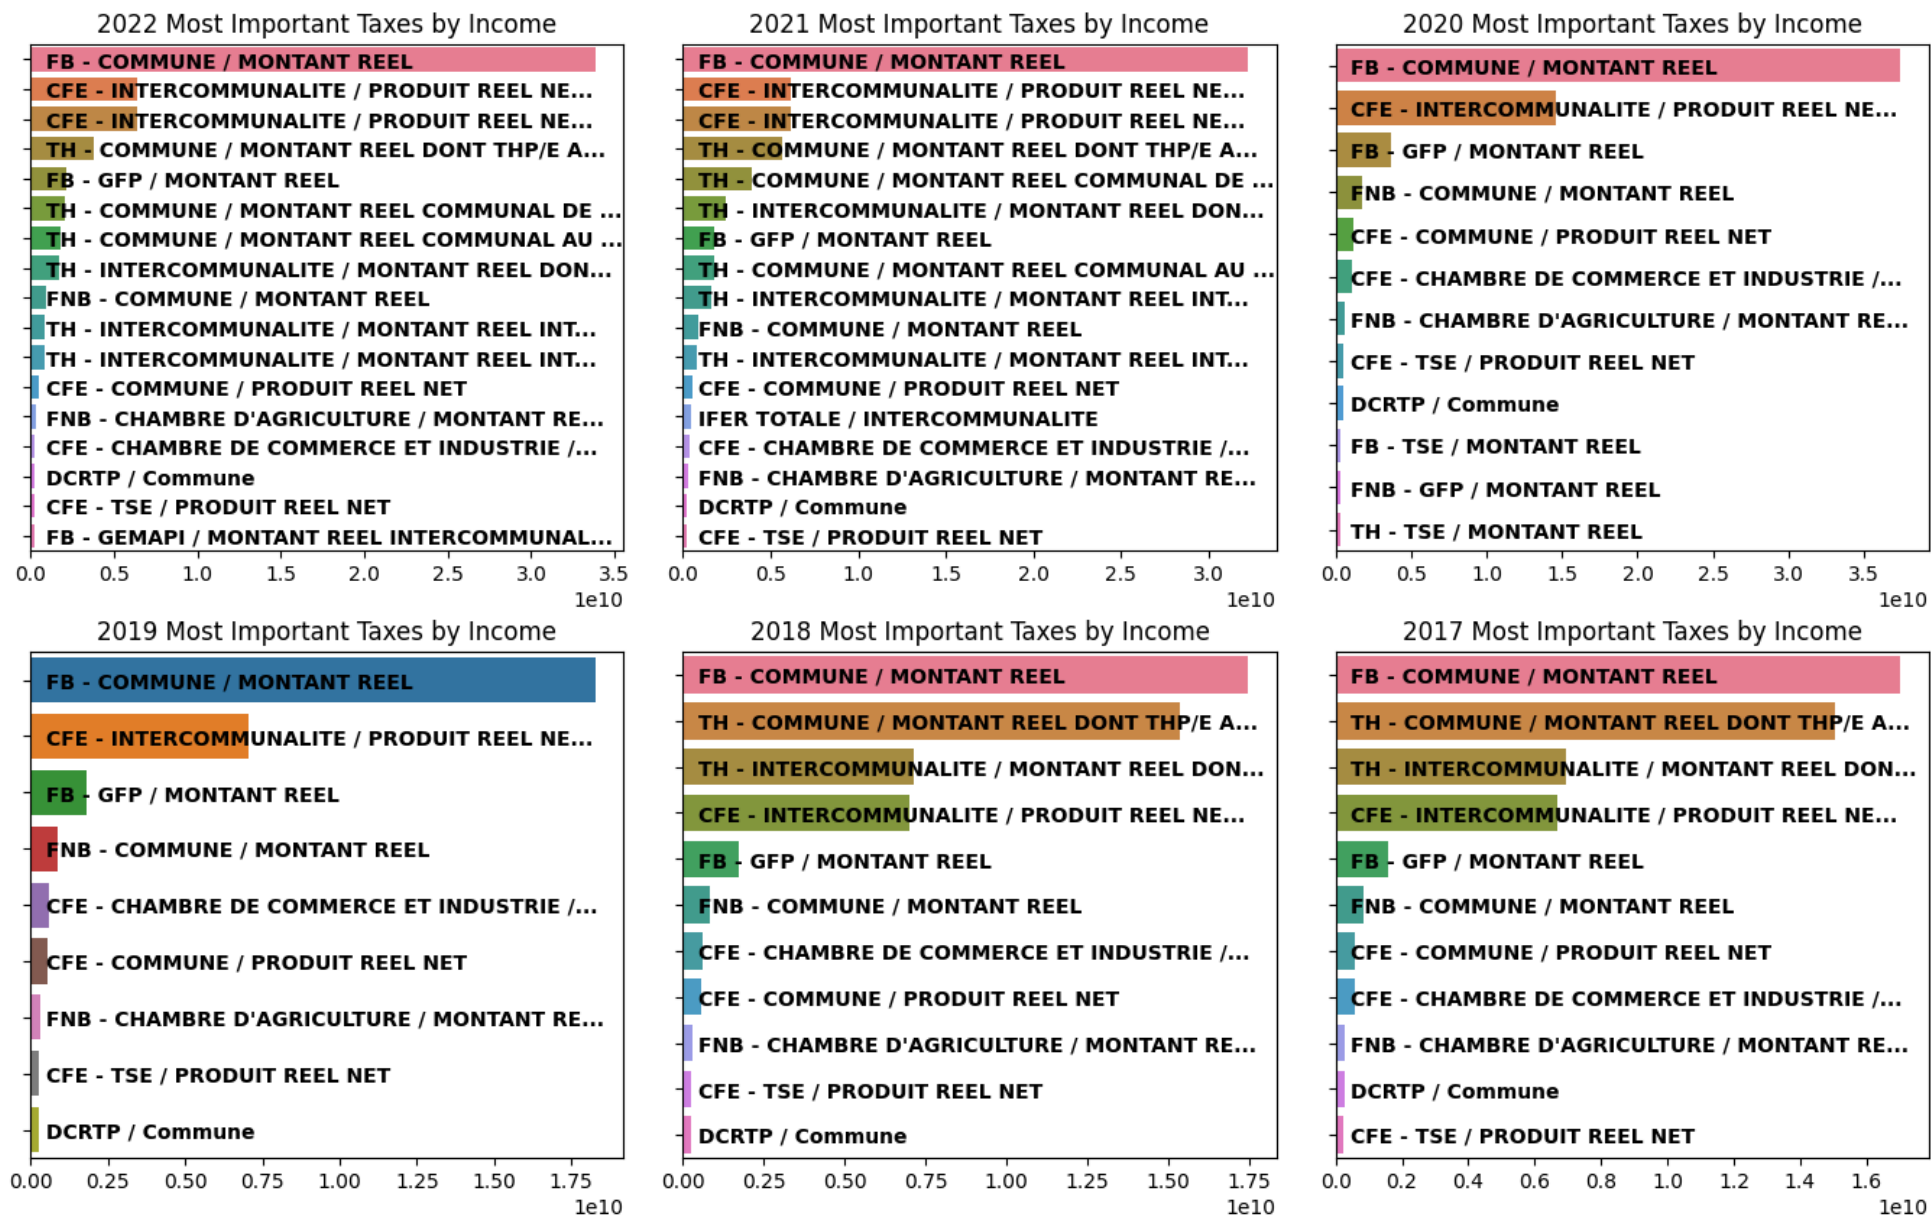 2022 Most Important Taxes by Income
FB - COMMUNE / MONTANT REEL
CFE - INTERCOMMUNALITE / PRODUIT REEL NE...
CFE - INTERCOMMUNALITE / PRODUIT REEL NE...
TH - COMMUNE / MONTANT REEL DONT THP/E A...
FB - GFP / MONTANT REEL
TH - COMMUNE / MONTANT REEL COMMUNAL DE ...
TH - COMMUNE / MONTANT REEL COMMUNAL AU ...
TH - INTERCOMMUNALITE / MONTANT REEL DON...
FNB - COMMUNE / MONTANT REEL
TH - INTERCOMMUNALITE / MONTANT REEL INT...
TH - INTERCOMMUNALITE / MONTANT REEL INT...
CFE - COMMUNE / PRODUIT REEL NET
FNB - CHAMBRE D'AGRICULTURE / MONTANT RE...
CFE - CHAMBRE DE COMMERCE ET INDUSTRIE /...
DCRTP / Commune
CFE - TSE / PRODUIT REEL NET
FB - GEMAPI / MONTANT REEL INTERCOMMUNAL...
0.0 0.5 1.0 1.5 2.0 2.5 3.0 3.5
1e10
2021 Most Important Taxes by Income
FB - COMMUNE / MONTANT REEL
CFE - INTERCOMMUNALITE / PRODUIT REEL NE...
CFE - INTERCOMMUNALITE / PRODUIT REEL NE...
TH - COMMUNE / MONTANT REEL DONT THP/E A...
TH - COMMUNE / MONTANT REEL COMMUNAL DE ...
TH - INTERCOMMUNALITE / MONTANT REEL DON...
FB - GFP / MONTANT REEL
TH - COMMUNE / MONTANT REEL COMMUNAL AU ...
TH - INTERCOMMUNALITE / MONTANT REEL INT...
FNB - COMMUNE / MONTANT REEL
TH - INTERCOMMUNALITE / MONTANT REEL INT...
CFE - COMMUNE / PRODUIT REEL NET
IFER TOTALE / INTERCOMMUNALITE
CFE - CHAMBRE DE COMMERCE ET INDUSTRIE /...
FNB - CHAMBRE D'AGRICULTURE / MONTANT RE...
DCRTP / Commune
CFE - TSE / PRODUIT REEL NET
0.0 0.5 1.0 1.5 2.0 2.5 3.0
1e10
2020 Most Important Taxes by Income
FB - COMMUNE / MONTANT REEL
CFE - INTERCOMMUNALITE / PRODUIT REEL NE...
FB - GFP / MONTANT REEL
FNB - COMMUNE / MONTANT REEL
CFE - COMMUNE / PRODUIT REEL NET
CFE - CHAMBRE DE COMMERCE ET INDUSTRIE /...
FNB - CHAMBRE D'AGRICULTURE / MONTANT RE...
CFE - TSE / PRODUIT REEL NET
DCRTP / Commune
FB - TSE / MONTANT REEL
FNB - GFP / MONTANT REEL
TH - TSE / MONTANT REEL
0.0 0.5 1.0 1.5 2.0 2.5 3.0 3.5
1e10
2019 Most Important Taxes by Income
FB - COMMUNE / MONTANT REEL
CFE - INTERCOMMUNALITE / PRODUIT REEL NE...
FB - GFP / MONTANT REEL
FNB - COMMUNE / MONTANT REEL
CFE - CHAMBRE DE COMMERCE ET INDUSTRIE /...
CFE - COMMUNE / PRODUIT REEL NET
FNB - CHAMBRE D'AGRICULTURE / MONTANT RE...
CFE - TSE / PRODUIT REEL NET
DCRTP / Commune
0.00 0.25 0.50 0.75 1.00 1.25 1.50 1.75
1e10
2018 Most Important Taxes by Income
FB - COMMUNE / MONTANT REEL
TH - COMMUNE / MONTANT REEL DONT THP/E A...
TH - INTERCOMMUNALITE / MONTANT REEL DON...
CFE - INTERCOMMUNALITE / PRODUIT REEL NE...
FB - GFP / MONTANT REEL
FNB - COMMUNE / MONTANT REEL
CFE - CHAMBRE DE COMMERCE ET INDUSTRIE /...
CFE - COMMUNE / PRODUIT REEL NET
FNB - CHAMBRE D'AGRICULTURE / MONTANT RE...
CFE - TSE / PRODUIT REEL NET
DCRTP / Commune
0.00 0.25 0.50 0.75 1.00 1.25 1.50 1.75
1e10
2017 Most Important Taxes by Income
FB - COMMUNE / MONTANT REEL
TH - COMMUNE / MONTANT REEL DONT THP/E A...
TH - INTERCOMMUNALITE / MONTANT REEL DON...
CFE - INTERCOMMUNALITE / PRODUIT REEL NE...
FB - GFP / MONTANT REEL
FNB - COMMUNE / MONTANT REEL
CFE - COMMUNE / PRODUIT REEL NET
CFE - CHAMBRE DE COMMERCE ET INDUSTRIE /...
FNB - CHAMBRE D'AGRICULTURE / MONTANT RE...
DCRTP / Commune
CFE - TSE / PRODUIT REEL NET
0.0 0.2 0.4 0.6 0.8 1.0 1.2 1.4 1.6
1e10